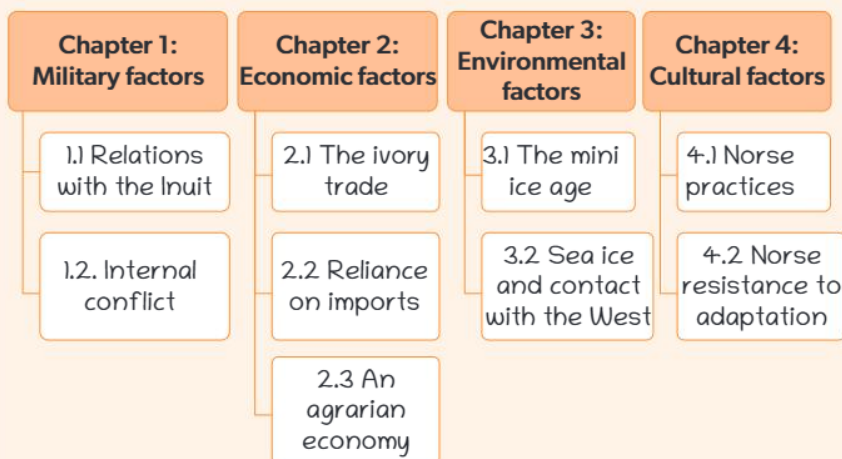 Chapter 1:
Military factors
1.1 Relations
with the Inuit
1.2. Internal
conflict
Chapter 2:
Economic factors
2.1 The ivory
trade
2.2 Reliance
on imports
2.3 An
agrarian
economy
Chapter 3:
Environmental
factors
3.1 The mini
ice age
3.2 Sea ice
and contact
with the West
Chapter 4:
Cultural factors
4.1 Norse
practices
4.2 Norse
resistance to
adaptation